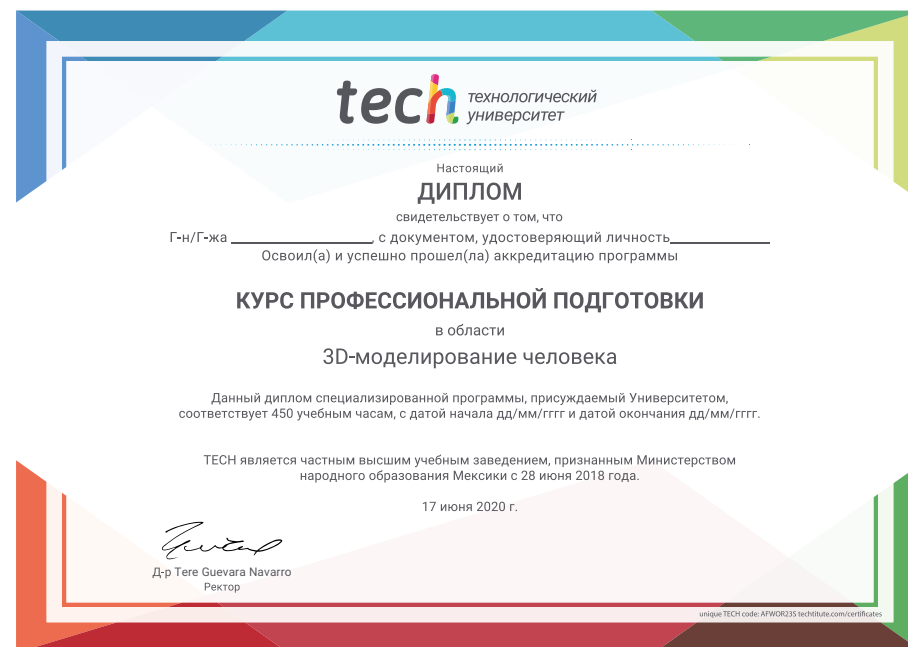 tech технологический
университет
Настоящий
ДИПЛОМ
свидетельствует о том, что
Г-н/Г-жа ________________, с документом, удостоверяющий личность____________
Освоил(а) и успешно прошел(ла) аккредитацию программы
КУРС ПРОФЕССИОНАЛЬНОЙ ПОДГОТОВКИ
в области
3D-моделирование человека
Данный диплом специализированной программы, присуждаемый Университетом,
соответствует 450 учебным часам, с датой начала дд/мм/гггг и датой окончания дд/мм/гггг.
TECH является частным высшим учебным заведением, признанным Министерством
народного образования Мексики с 28 июня 2018 года.
17 июня 2020 г.
Д-р Tere Guevara Navarro
Ректор
unique TECH code: AFWOR235 techtitute.com/certificates